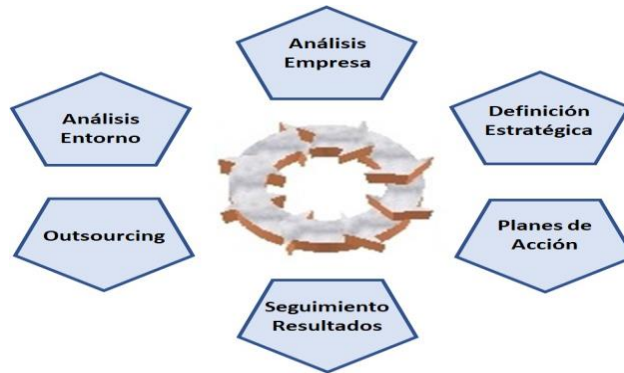 Análisis
Empresa
Análisis
Entorno
Definición
Estratégica
Outsourcing
Planes de
Acción
Seguimiento
Resultados